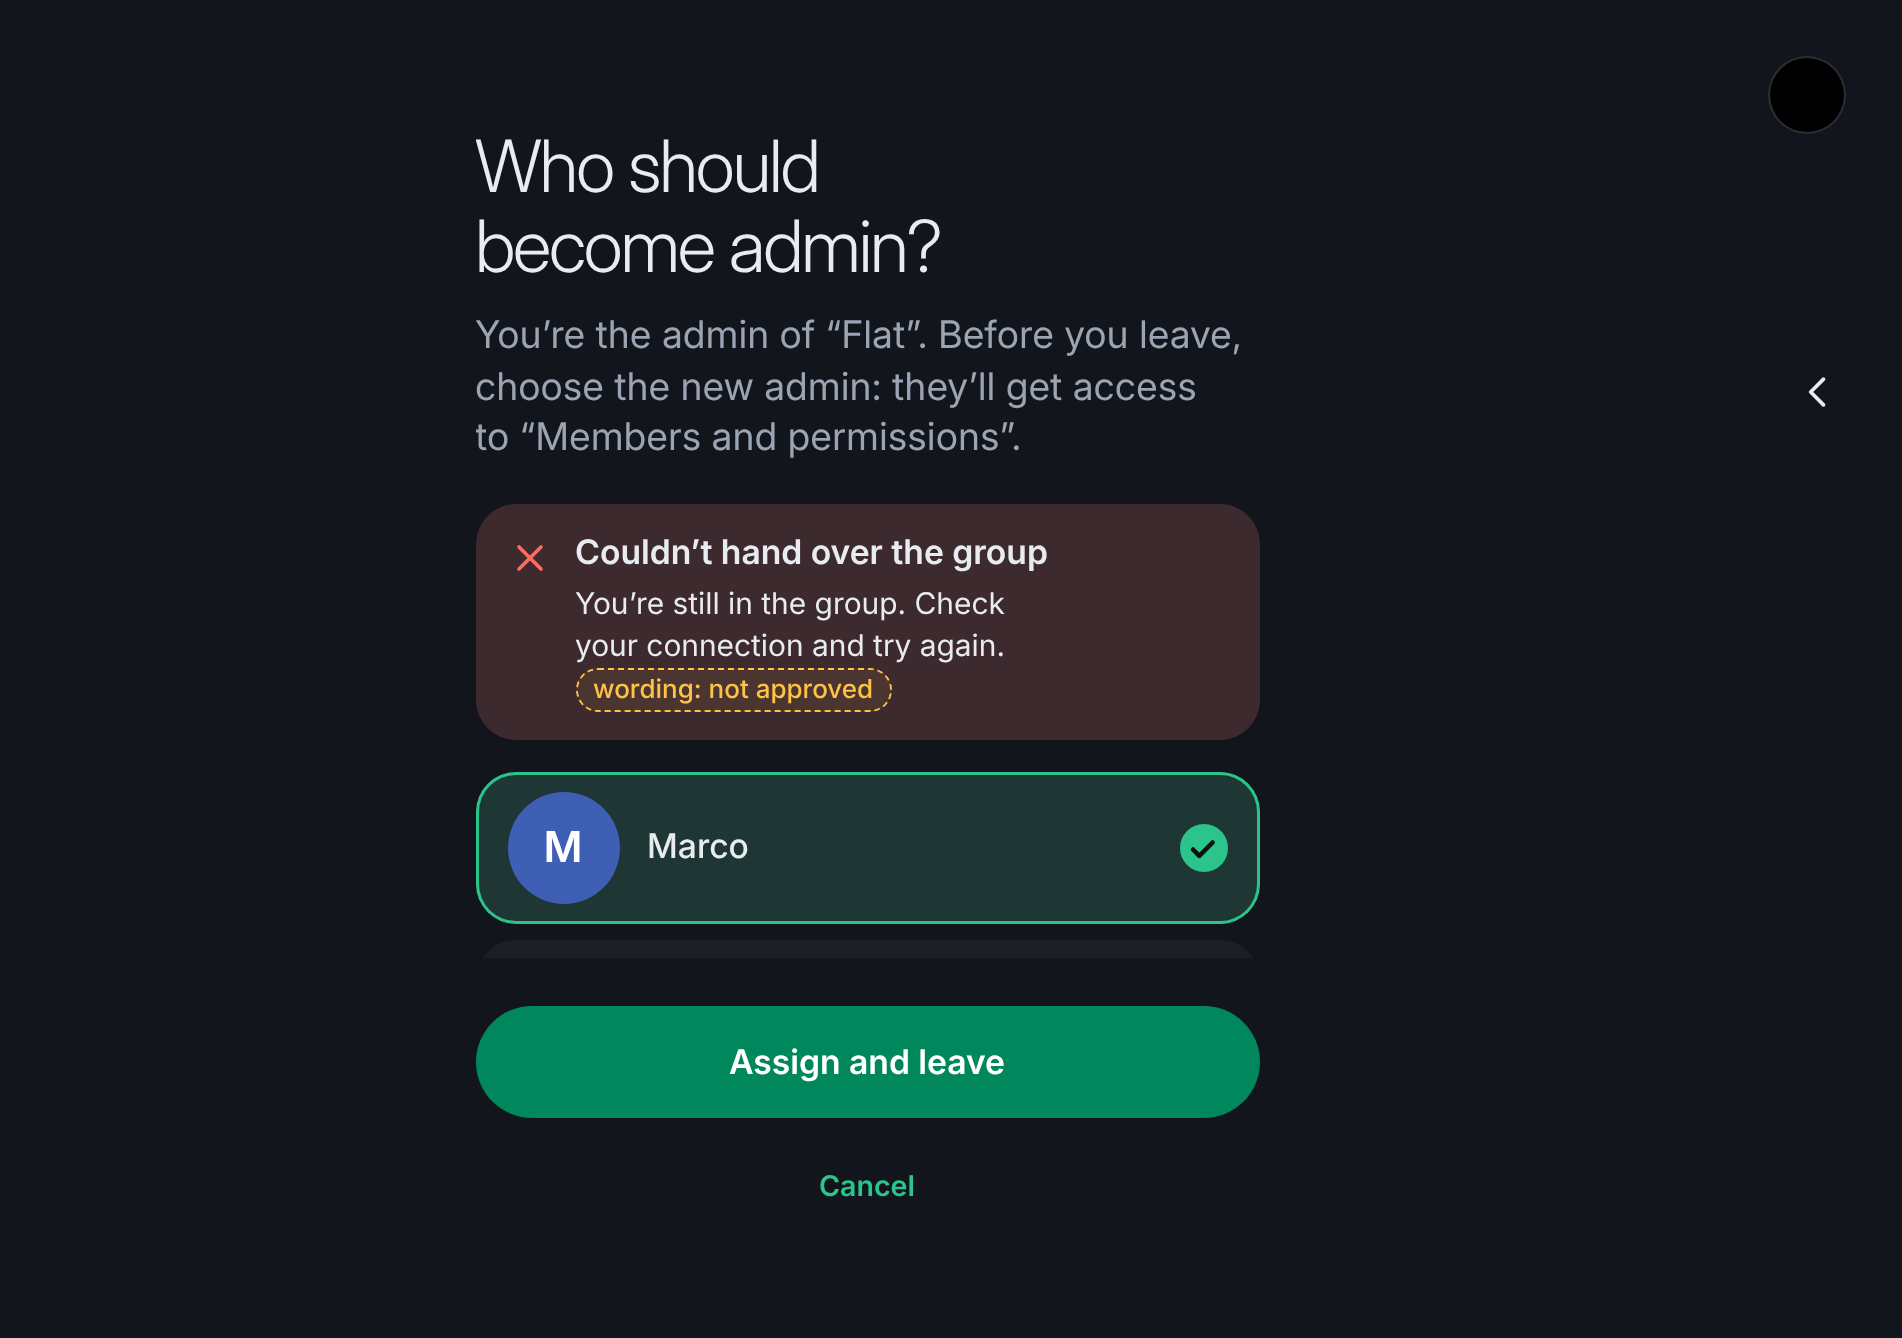 Who should
become admin?
You’re the admin of “Flat”. Before you leave,
choose the new admin: they’ll get access
to “Members and permissions”.
Couldn’t hand over the group
You’re still in the group. Check
your connection and try again.
wording: not approved
M
Marco
Assign and leave
Cancel